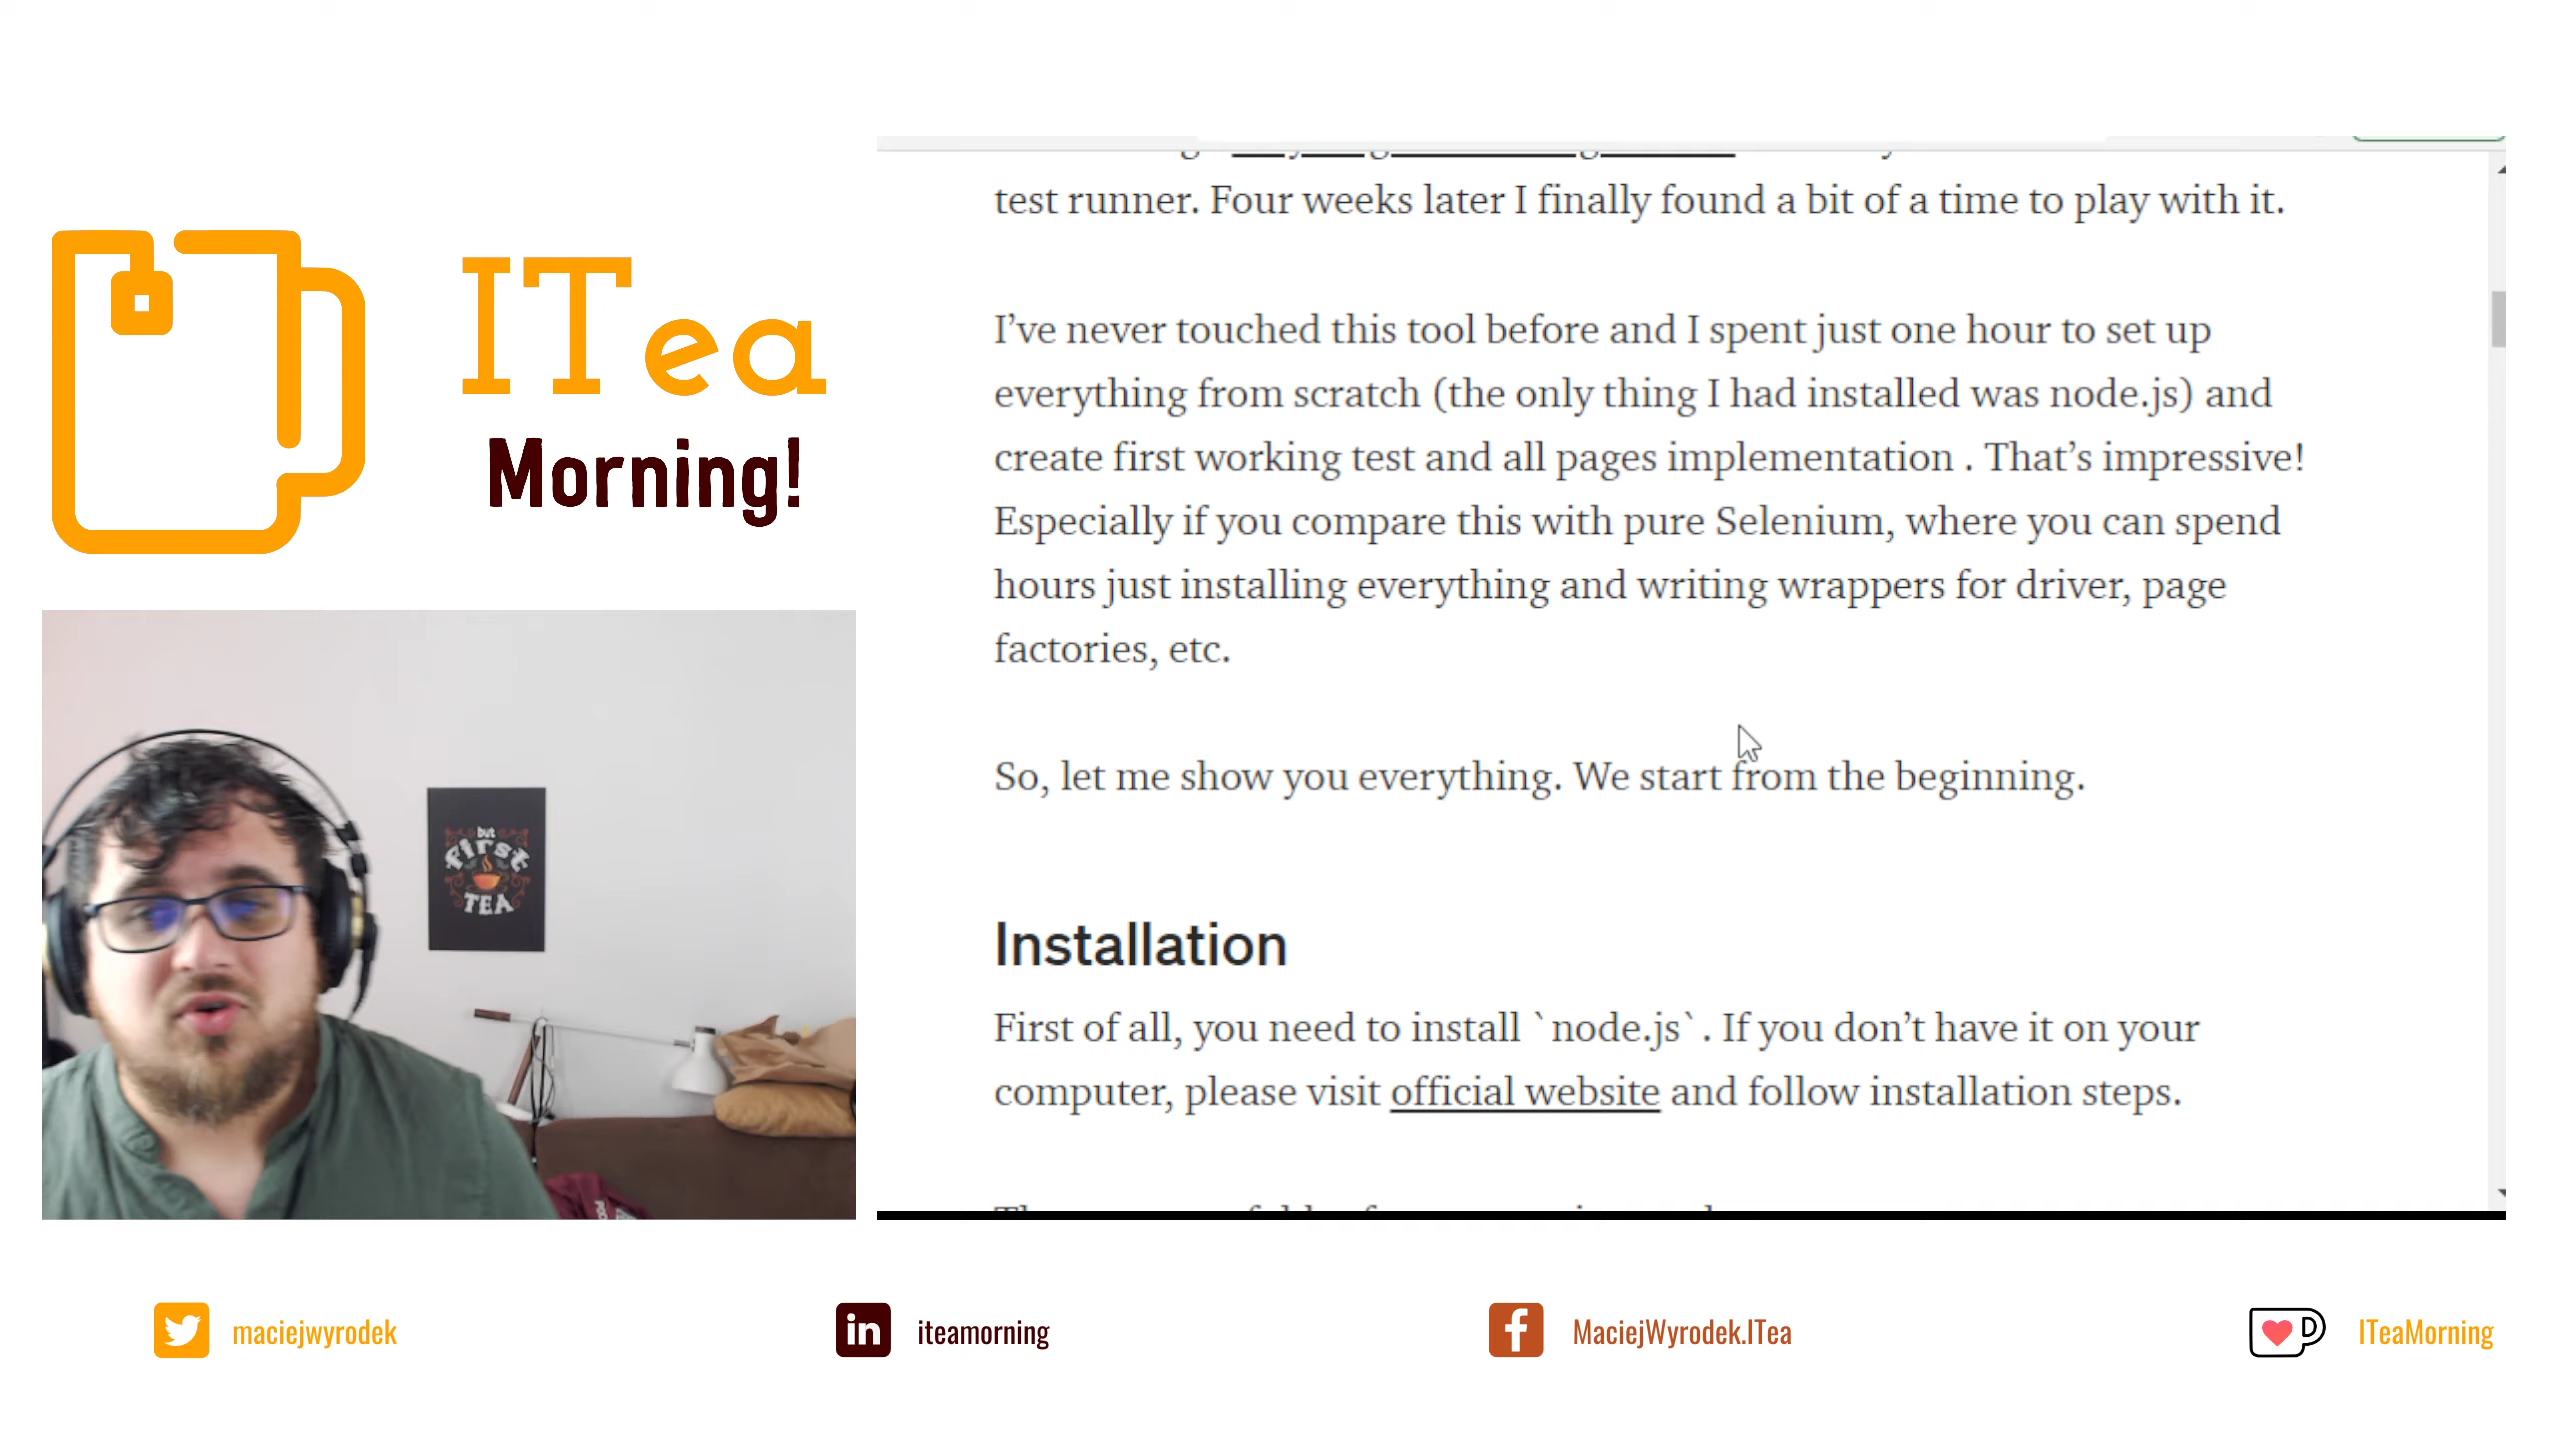 ITea
Morning!
test runner. Four weeks later I finally found a bit of a time to play with it.
I’ve never touched this tool before and I spent just one hour to set up
everything from scratch (the only thing I had installed was node.js) and
create first working test and all pages implementation . That’s impressive!
Especially if you compare this with pure Selenium, where you can spend
hours just installing everything and writing wrappers for driver, page
factories, etc.
So, let me show you everything. We start from the beginning.
Installation
First of all, you need to install `node.js`. If you don’t have it on your
computer, please visit official website and follow installation steps.
but
first
TEA
maciejwyrodek
in
iteamorning
f
MaciejWyrodek.ITea
ITeaMorning